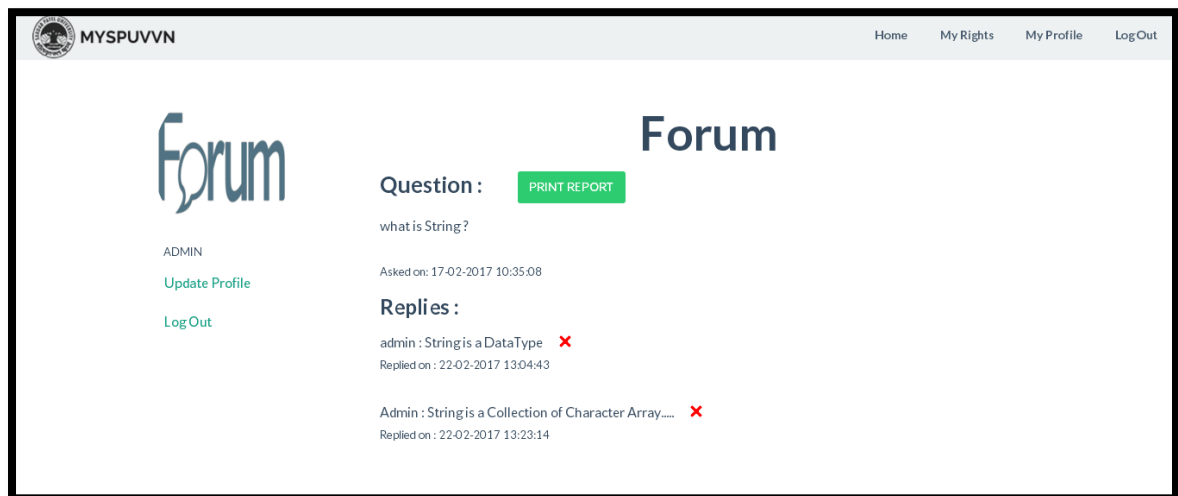 MYSPUVVN
Home My Rights My Profile Log Out
Forum
Forum
Question : PRINT REPORT
what is String ?
ADMIN
Asked on: 17-02-2017 10:35:08
Update Profile
Replies :
Log Out
admin : String is a DataType
Replied on : 22-02-2017 13:04:43
Admin : String is a Collection of Character Array.....
Replied on : 22-02-2017 13:23:14